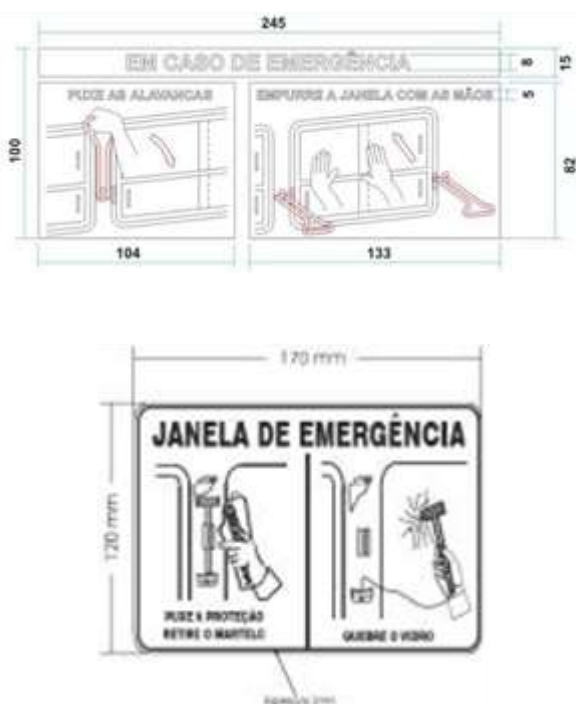 245
EM CASO DE EMERGÊNCIA
8
15
PUXE AS ALAVANCAS
EMPURRE A JANELA COM AS MÃOS
5
100
82
104
133
170 mm
120 mm
JANELA DE EMERGÊNCIA
PUXE A PROTEÇÃO
RETIRE O MARTELO
QUEBRE O VIDRO